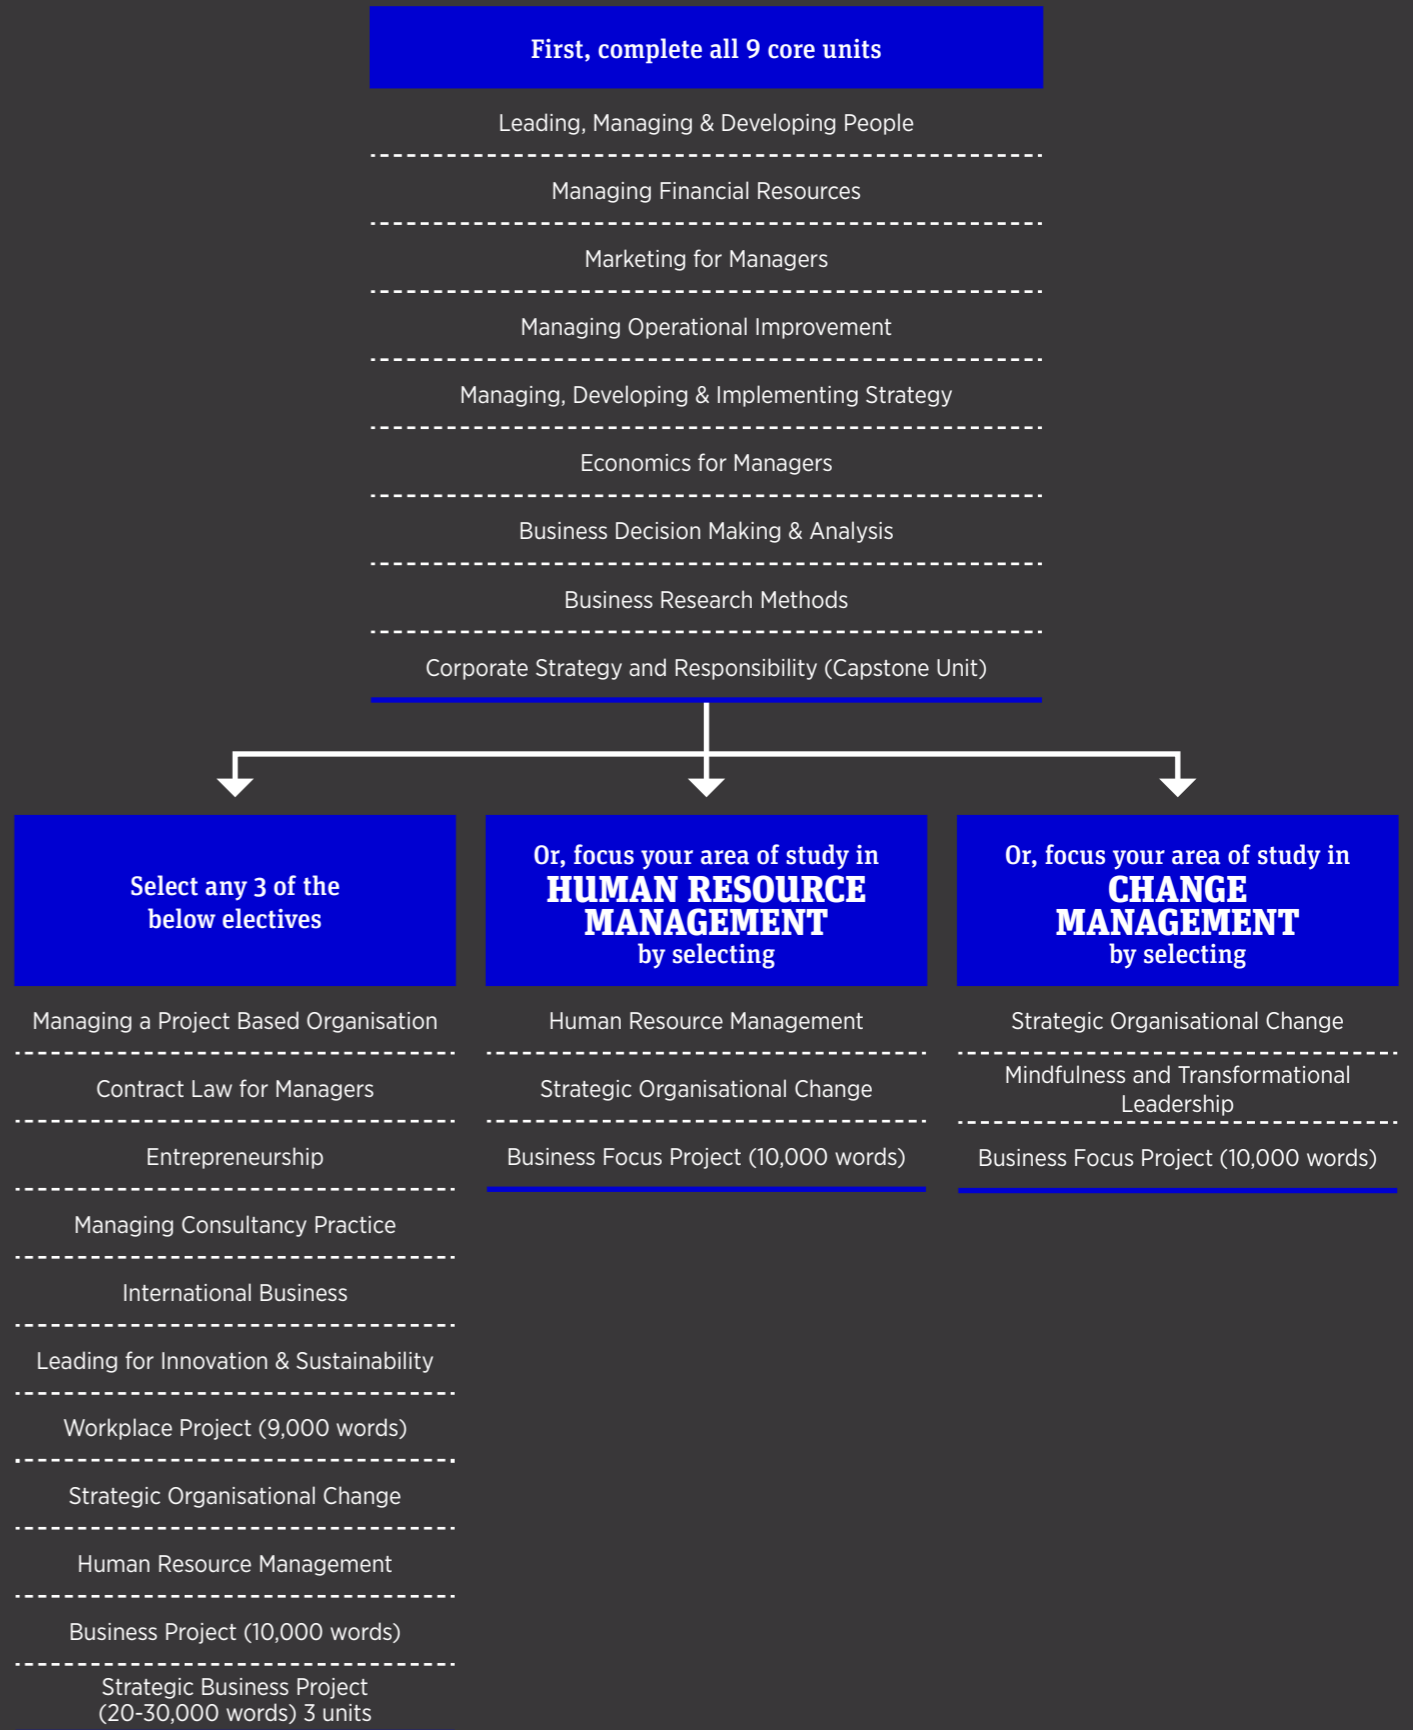 First, complete all 9 core units
Leading, Managing & Developing People
Managing Financial Resources
Marketing for Managers
Managing Operational Improvement
Managing, Developing & Implementing Strategy
Economics for Managers
Business Decision Making & Analysis
Business Research Methods
Corporate Strategy and Responsibility (Capstone Unit)
Select any 3 of the
below electives
Managing a Project Based Organisation
Contract Law for Managers
Entrepreneurship
Managing Consultancy Practice
International Business
Leading for Innovation & Sustainability
Workplace Project (9,000 words)
Strategic Organisational Change
Human Resource Management
Business Project (10,000 words)
Strategic Business Project
(20-30,000 words) 3 units
Or, focus your area of study in
HUMAN RESOURCE
MANAGEMENT
by selecting
Human Resource Management
Strategic Organisational Change
Business Focus Project (10,000 words)
Or, focus your area of study in
CHANGE
MANAGEMENT
by selecting
Strategic Organisational Change
Mindfulness and Transformational
Leadership
Business Focus Project (10,000 words)